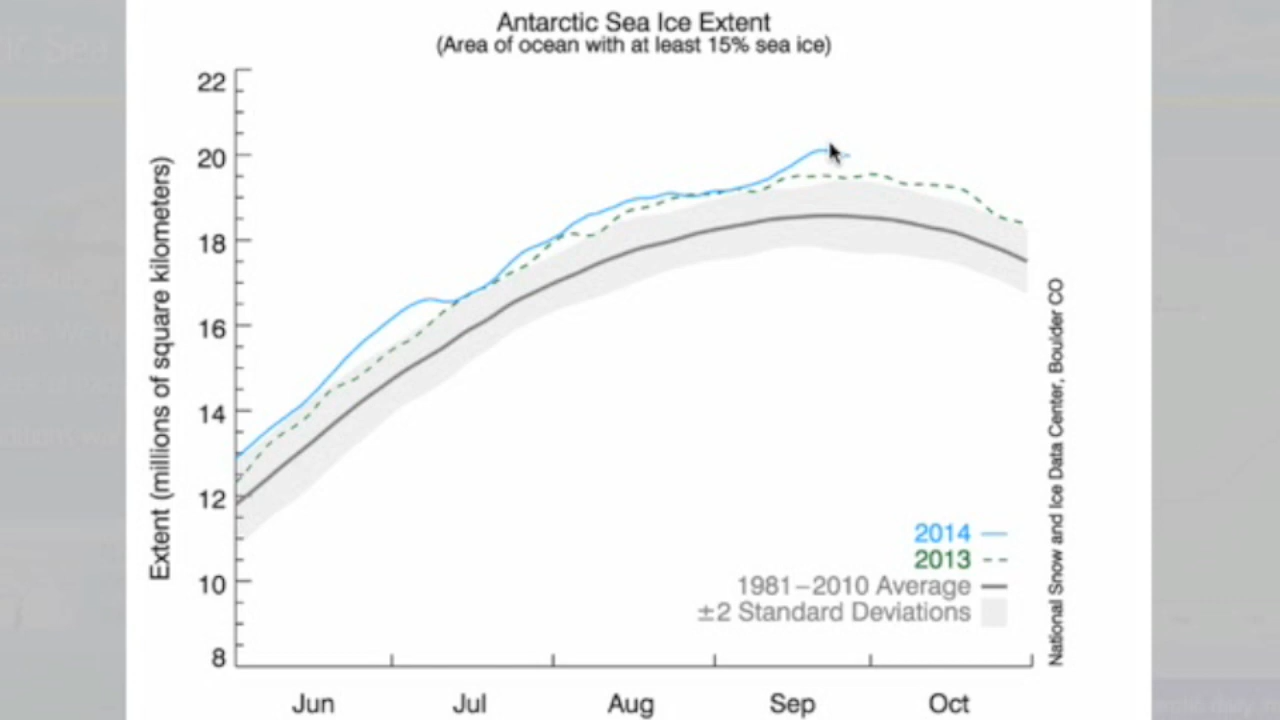 Antarctic Sea Ice Extent
(Area of ocean with at least 15% sea ice)
Extent (millions of square kilometers)
22
20
18
16
14
12
10
8
Jun Jul Aug Sep Oct
2014
2013
1981–2010 Average
±2 Standard Deviations
National Snow and Ice Data Center, Boulder CO